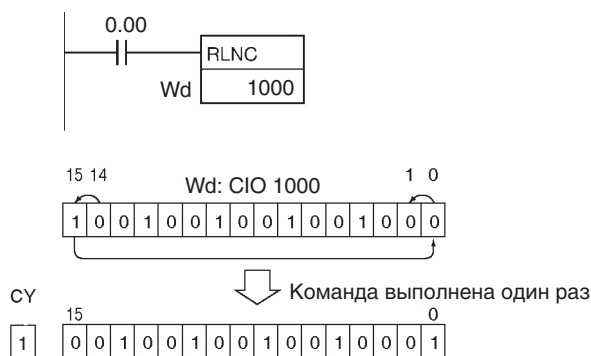 0.00
RLNC
Wd 1000
15 14 1 0
Wd: CIO 1000
1 0 0 1 0 0 1 0 0 1 0 0 1 0 0 0
Команда выполнена один раз
CY 15 0
1 0 0 1 0 0 1 0 0 1 0 0 1 0 0 0 1